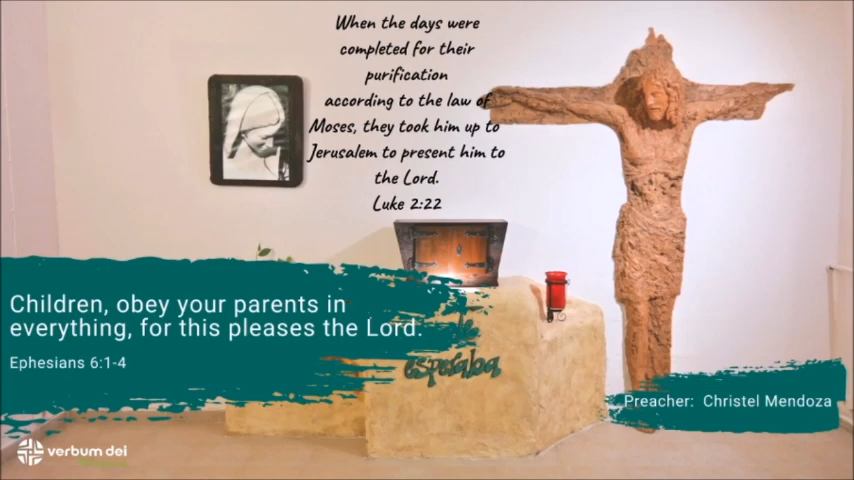 When the days were
completed for their
purification
according to the law of
Moses, they took him up to
Jerusalem to present him to
the Lord.
Luke 2:22
Children, obey your parents in
everything, for this pleases the Lord.
Ephesians 6:1-4
esperaba
Preacher: Christel Mendoza
verbum dei